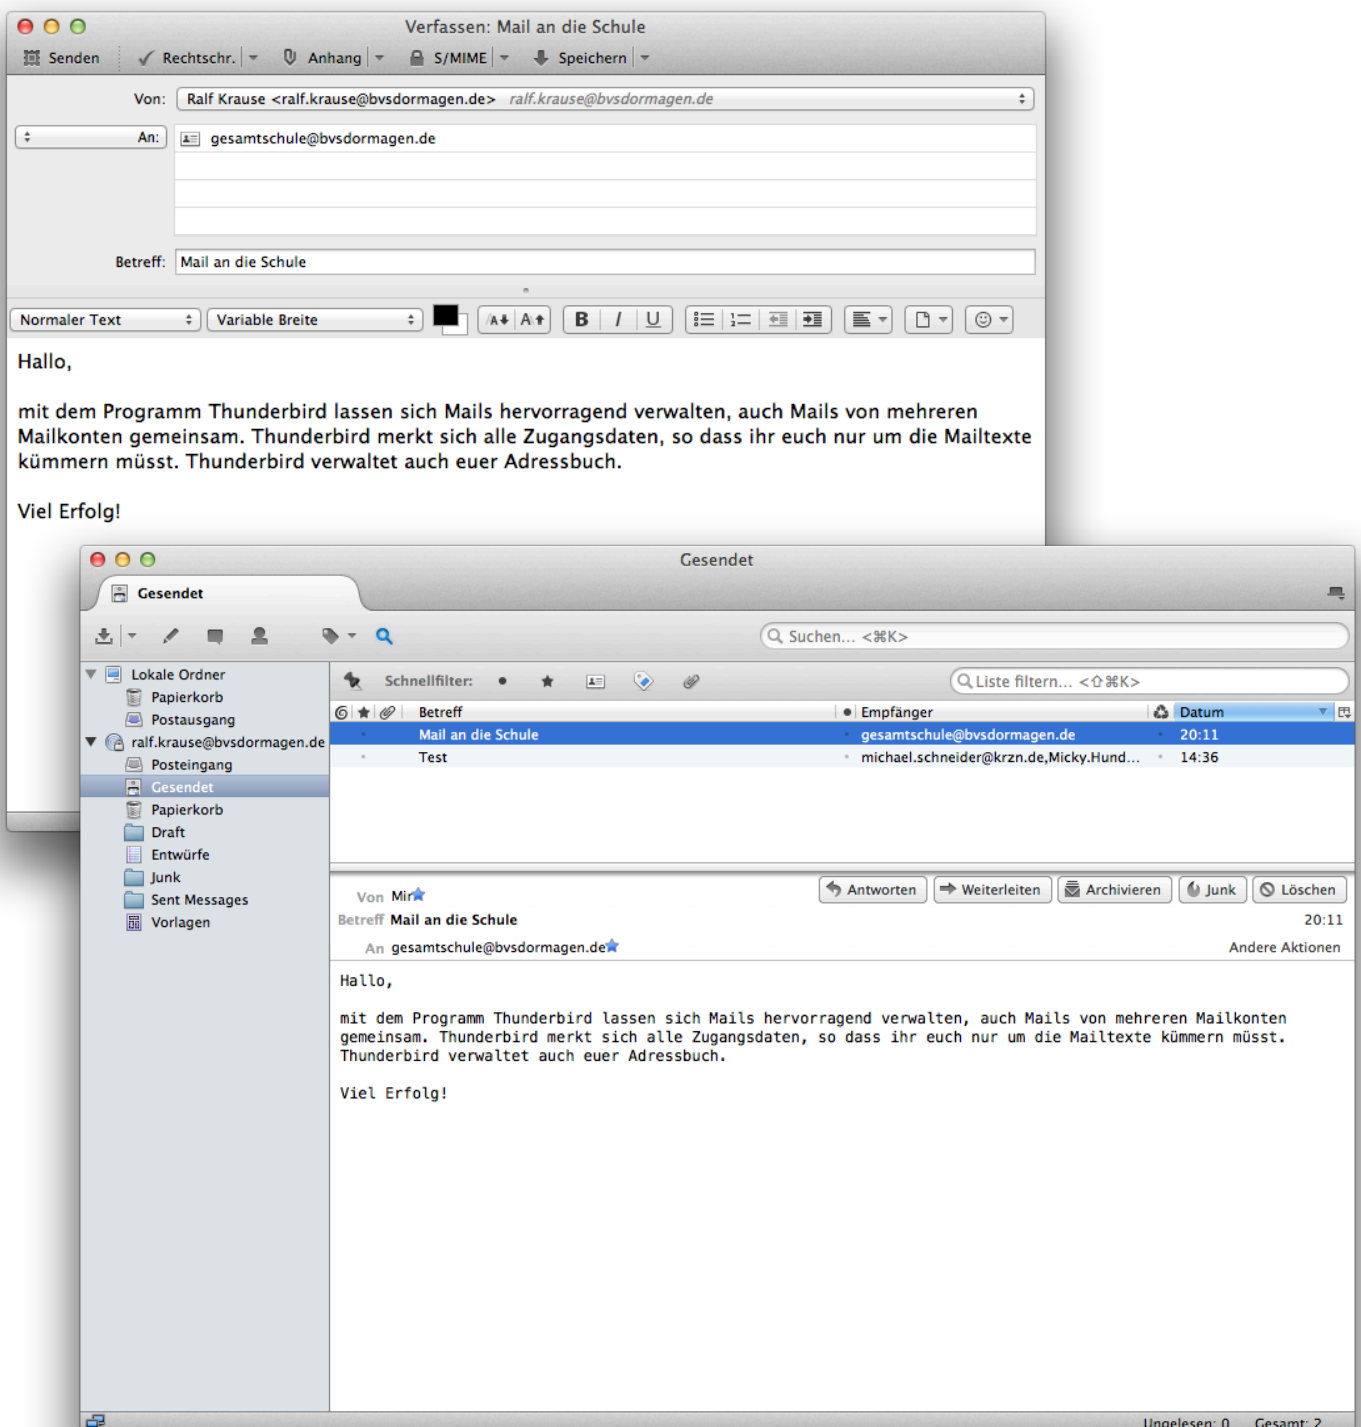 Verfassen: Mail an die Schule
Senden Rechtschr. Anhang S/MIME Speichern
Von: Ralf Krause <ralf.krause@bvsdormagen.de> ralf.krause@bvsdormagen.de
An: gesamtschule@bvsdormagen.de
Betreff: Mail an die Schule
Normaler Text Variable Breite A A B I U
Hallo,
mit dem Programm Thunderbird lassen sich Mails hervorragend verwalten, auch Mails von mehreren
Mailkonten gemeinsam. Thunderbird merkt sich alle Zugangsdaten, so dass ihr euch nur um die Mailtexte
kümmern müsst. Thunderbird verwaltet auch euer Adressbuch.
Viel Erfolg!
Gesendet
Gesendet
Suchen... <⌘K>
Lokale Ordner
Papierkorb
Postausgang
ralf.krause@bvsdormagen.de
Posteingang
Gesendet
Papierkorb
Draft
Entwürfe
Junk
Sent Messages
Vorlagen
Schnellfilter: Liste filtern... <⇧⌘K>
Betreff Empfänger Datum
Mail an die Schule gesamtschule@bvsdormagen.de 20:11
Test michael.schneider@krzn.de,Micky.Hund... 14:36
Von Mir Antworten Weiterleiten Archivieren Junk Löschen
Betreff Mail an die Schule 20:11
An gesamtschule@bvsdormagen.de Andere Aktionen
Hallo,
mit dem Programm Thunderbird lassen sich Mails hervorragend verwalten, auch Mails von mehreren Mailkonten
gemeinsam. Thunderbird merkt sich alle Zugangsdaten, so dass ihr euch nur um die Mailtexte kümmern müsst.
Thunderbird verwaltet auch euer Adressbuch.
Viel Erfolg!
Ungelesen: 0 Gesamt: 2